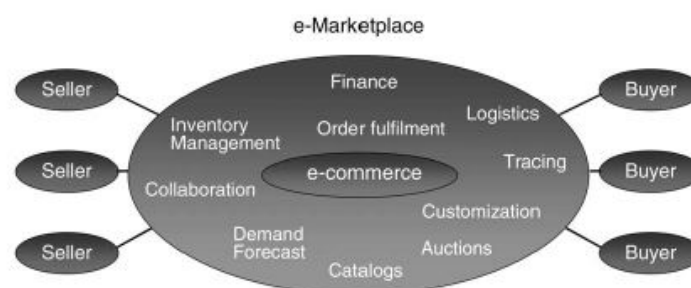 e-Marketplace
Finance
Seller
Buyer
Logistics
Inventory
Management
Order fulfilment
Seller
e-commerce
Tracing
Buyer
Collaboration
Customization
Demand
Forecast
Auctions
Seller
Catalogs
Buyer